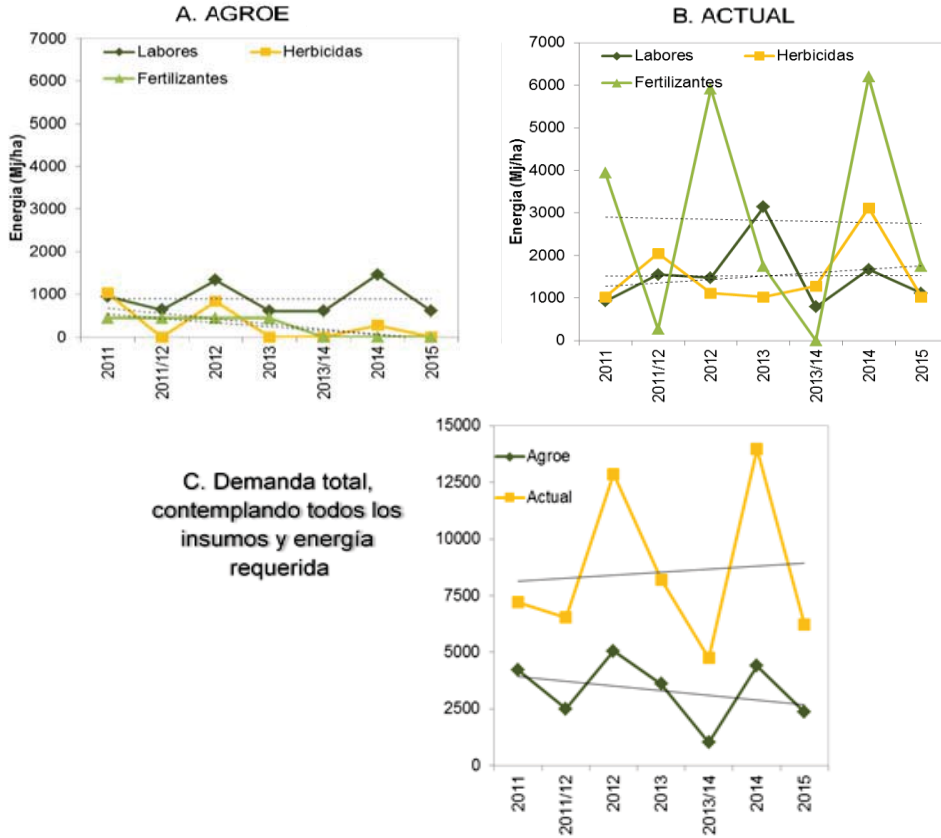 A. AGROE
7000
6000
5000
4000
3000
2000
1000
0
Energia (Mj/ha)
Labores
Herbicidas
Fertilizantes
2011
2011/12
2012
2013
2013/14
2014
2015
B. ACTUAL
7000
6000
5000
4000
3000
2000
1000
0
Energia (Mj/ha)
Labores
Herbicidas
Fertilizantes
2011
2011/12
2012
2013
2013/14
2014
2015
C. Demanda total,
contemplando todos los
insumos y energía
requerida
15000
12500
10000
7500
5000
2500
0
Agroe
Actual
2011
2011/12
2012
2013
2013/14
2014
2015